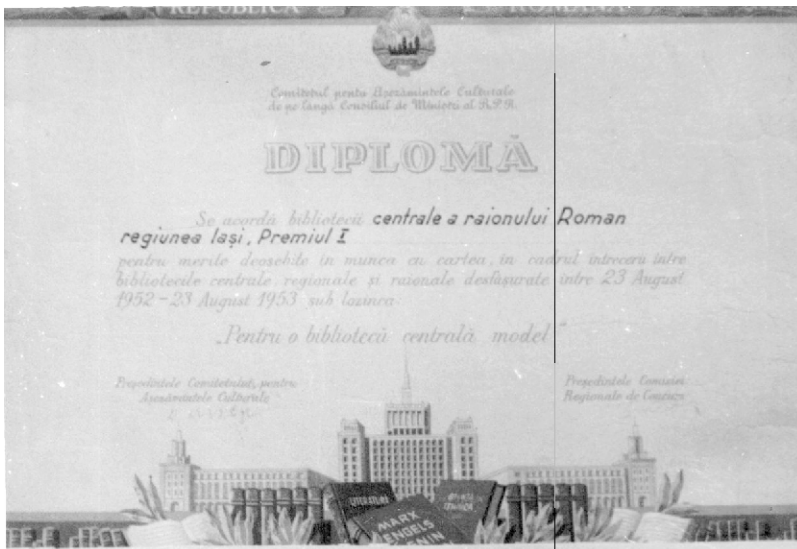 REPUBLICA ROMÂNĂ
Comitetul pentru Așezămintele Culturale
de pe lângă Consiliul de Miniștri al R.P.R.
DIPLOMĂ
Se acordă bibliotecii centrale a raionului Roman
regiunea Iași, Premiul I
pentru merite deosebite în munca cu cartea, în cadrul întrecerii între
bibliotecile centrale, regionale și raionale desfășurate între 23 August
1952-23 August 1953 sub lozinca:
„Pentru o bibliotecă centrală model"
Președintele Comitetului pentru
Așezămintele Culturale
Președintele Comisiei
Regionale de Concurs
LITERATURĂ
MARX
ENGELS
LENIN